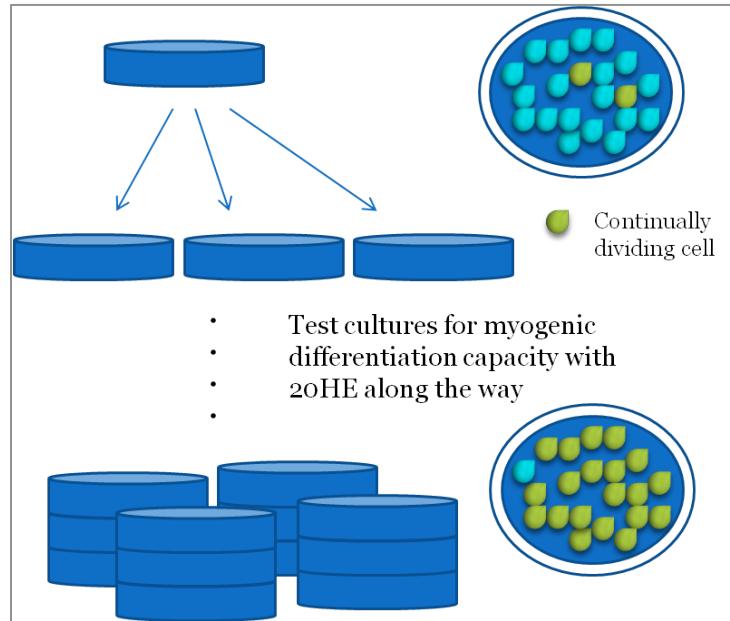 Continually
dividing cell
• Test cultures for myogenic
• differentiation capacity with
• 20HE along the way
•